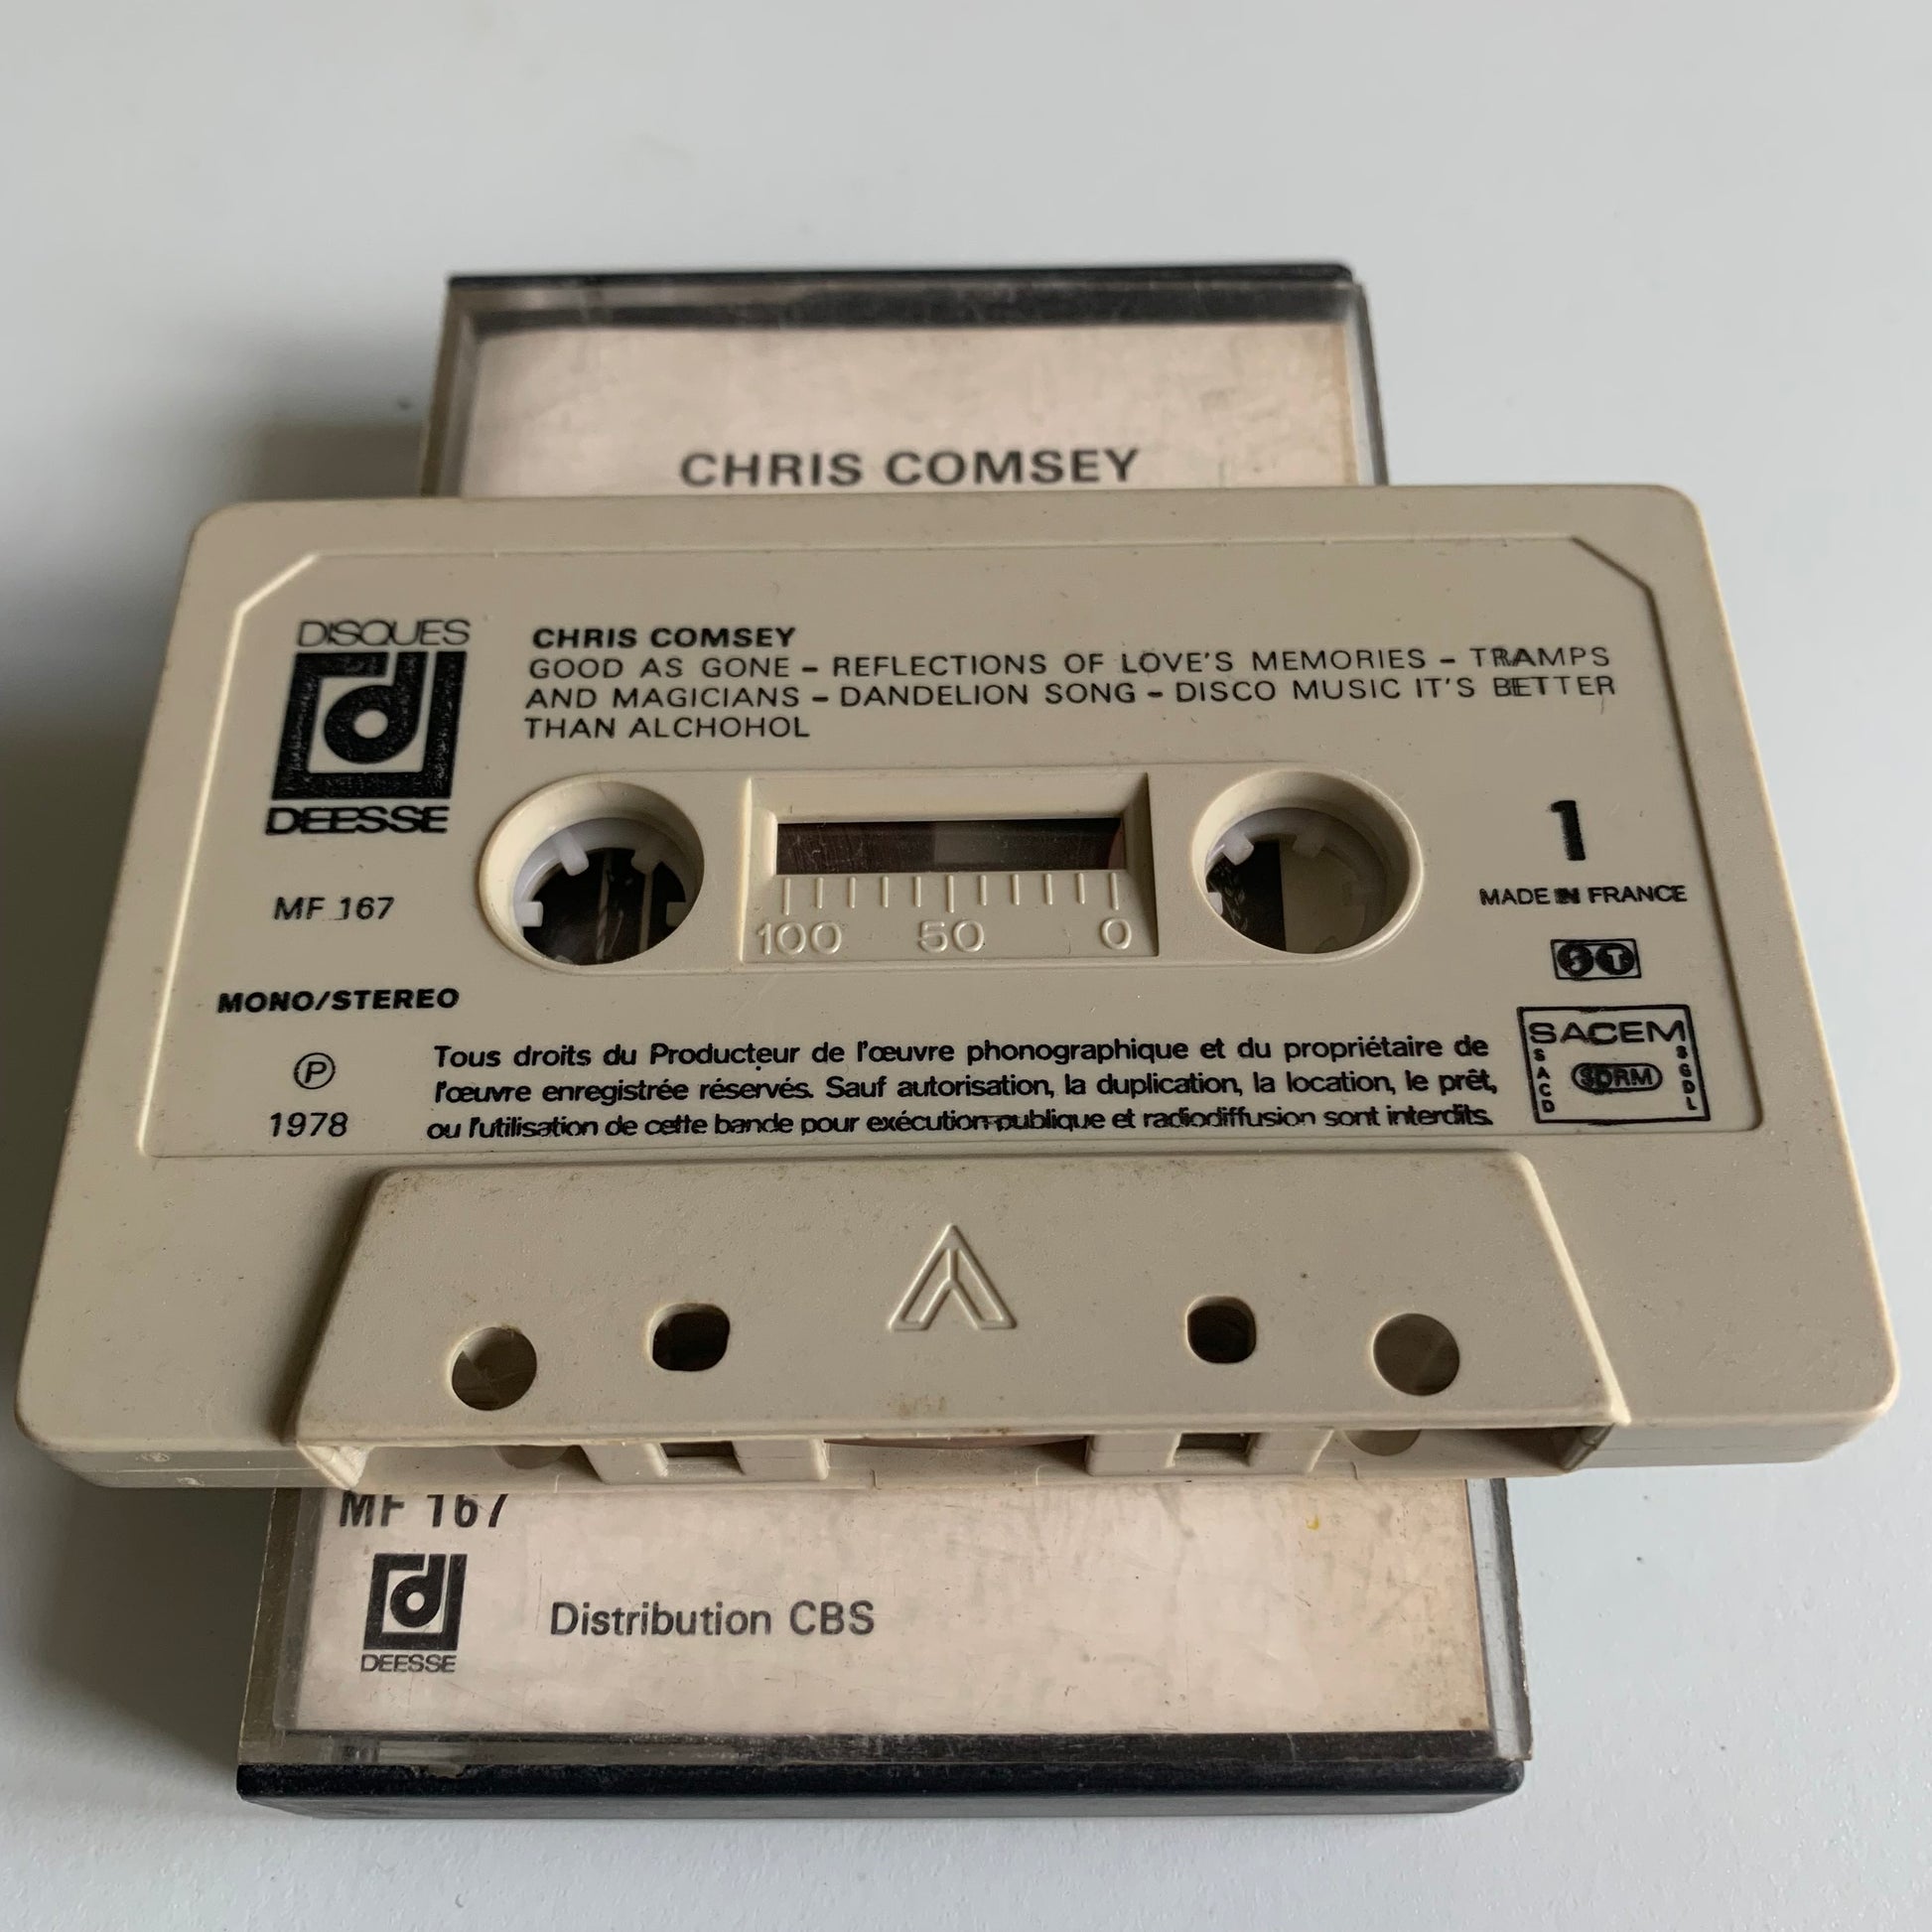 CHRIS COMSEY
DISQUES
DEESSE
CHRIS COMSEY
GOOD AS GONE – REFLECTIONS OF LOVE'S MEMORIES – TRAMPS
AND MAGICIANS – DANDELION SONG – DISCO MUSIC IT'S BETTER
THAN ALCHOHOL
1
MADE IN FRANCE
MF 167
100 50 0
MONO/STEREO
Ⓟ
1978
Tous droits du Producteur de l'œuvre phonographique et du propriétaire de
l'œuvre enregistrée réservés. Sauf autorisation, la duplication, la location, le prêt,
ou l'utilisation de cette bande pour exécution publique et radiodiffusion sont interdits.
SACEM
SACD
SDRM
SGDL
MF 167
DEESSE
Distribution CBS